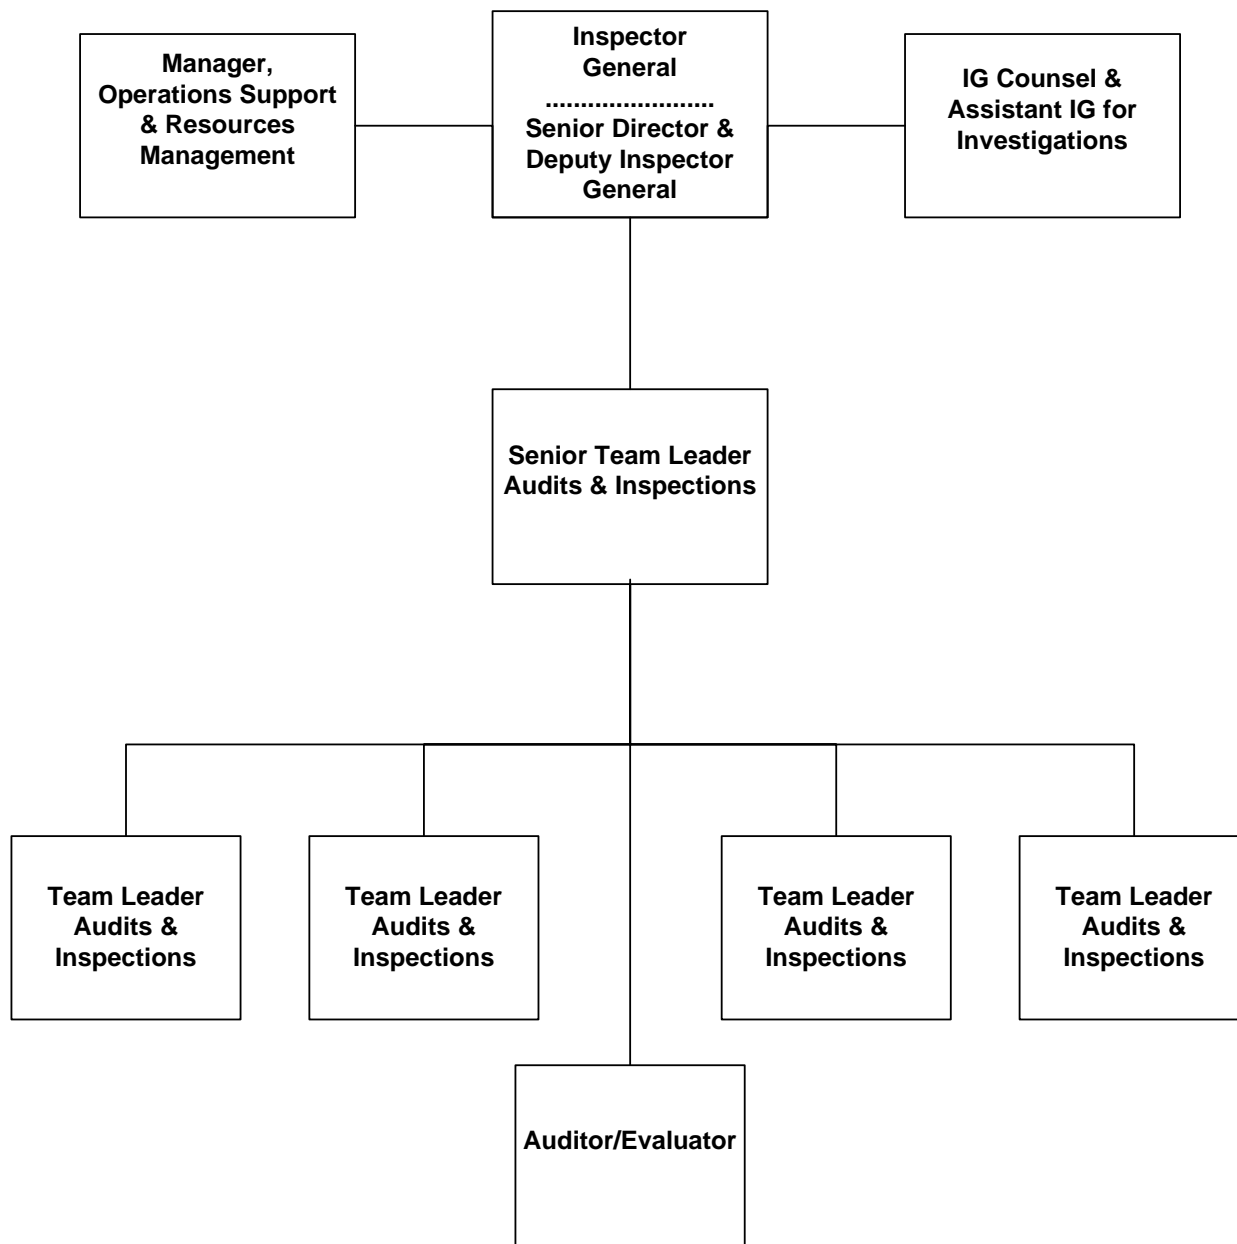 Manager,
Operations Support
& Resources
Management
Inspector
General
........................
Senior Director &
Deputy Inspector
General
IG Counsel &
Assistant IG for
Investigations
Senior Team Leader
Audits & Inspections
Team Leader
Audits &
Inspections
Team Leader
Audits &
Inspections
Team Leader
Audits &
Inspections
Team Leader
Audits &
Inspections
Auditor/Evaluator